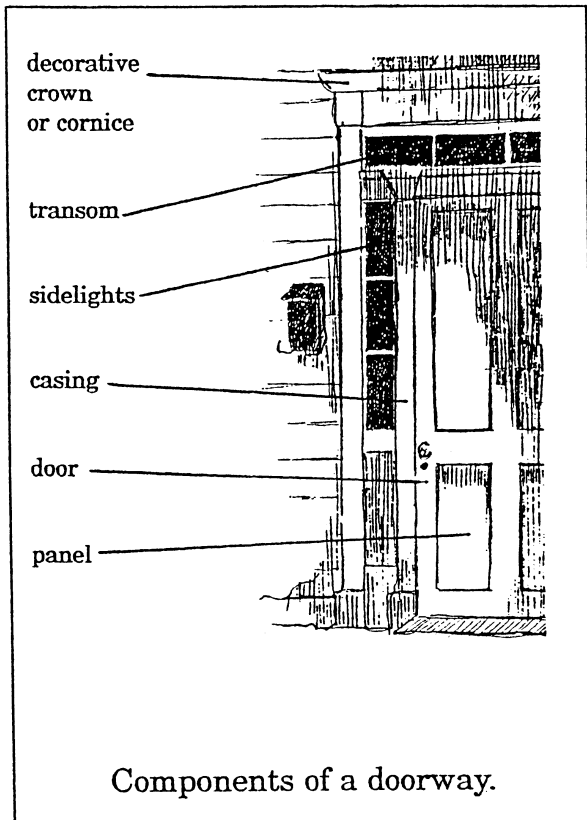 decorative
crown
or cornice
transom
sidelights
casing
door
panel
Components of a doorway.